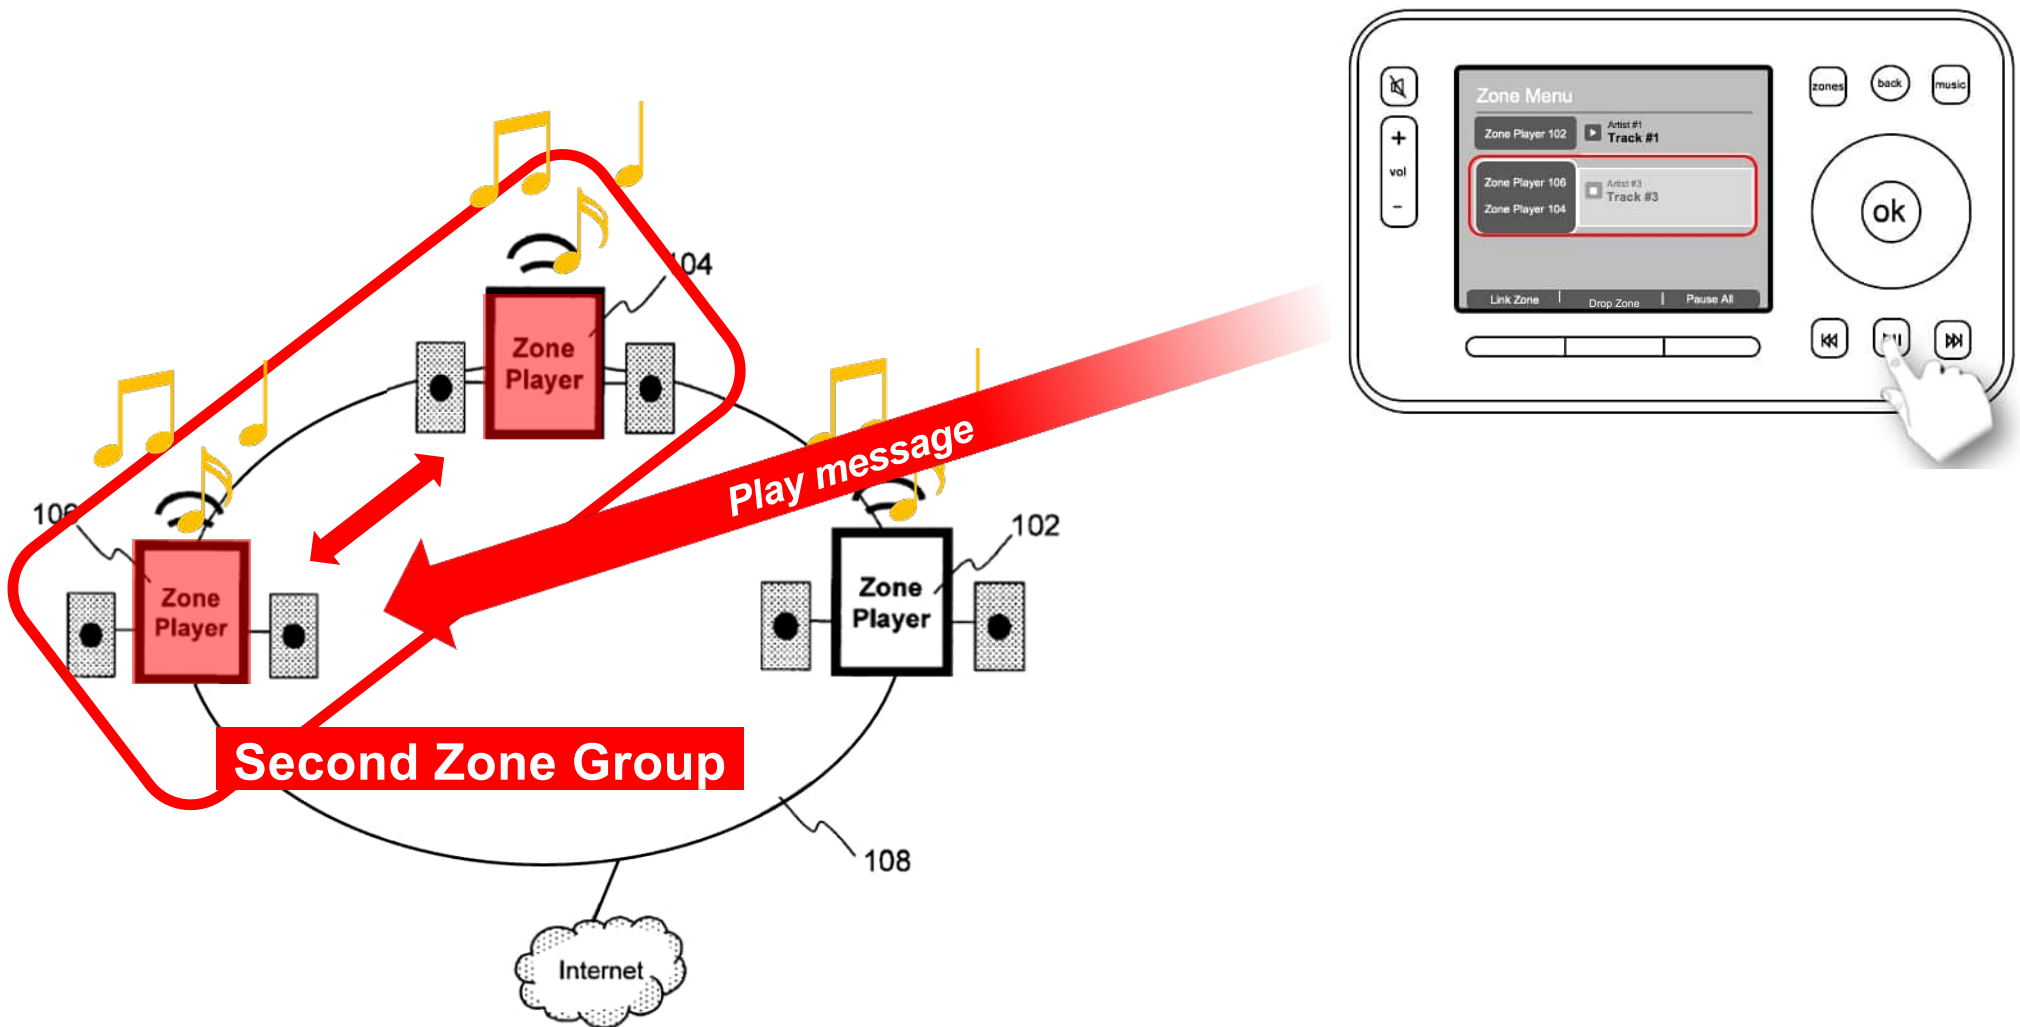 Zone Menu
Zone Player 102
Artist #1
Track #1
Zone Player 106
Zone Player 104
Artist #3
Track #3
Link Zone
Drop Zone
Pause All
+
vol
-
zones
back
music
ok
104
Zone
Player
Play message
106
Zone
Player
102
Zone
Player
Second Zone Group
108
Internet